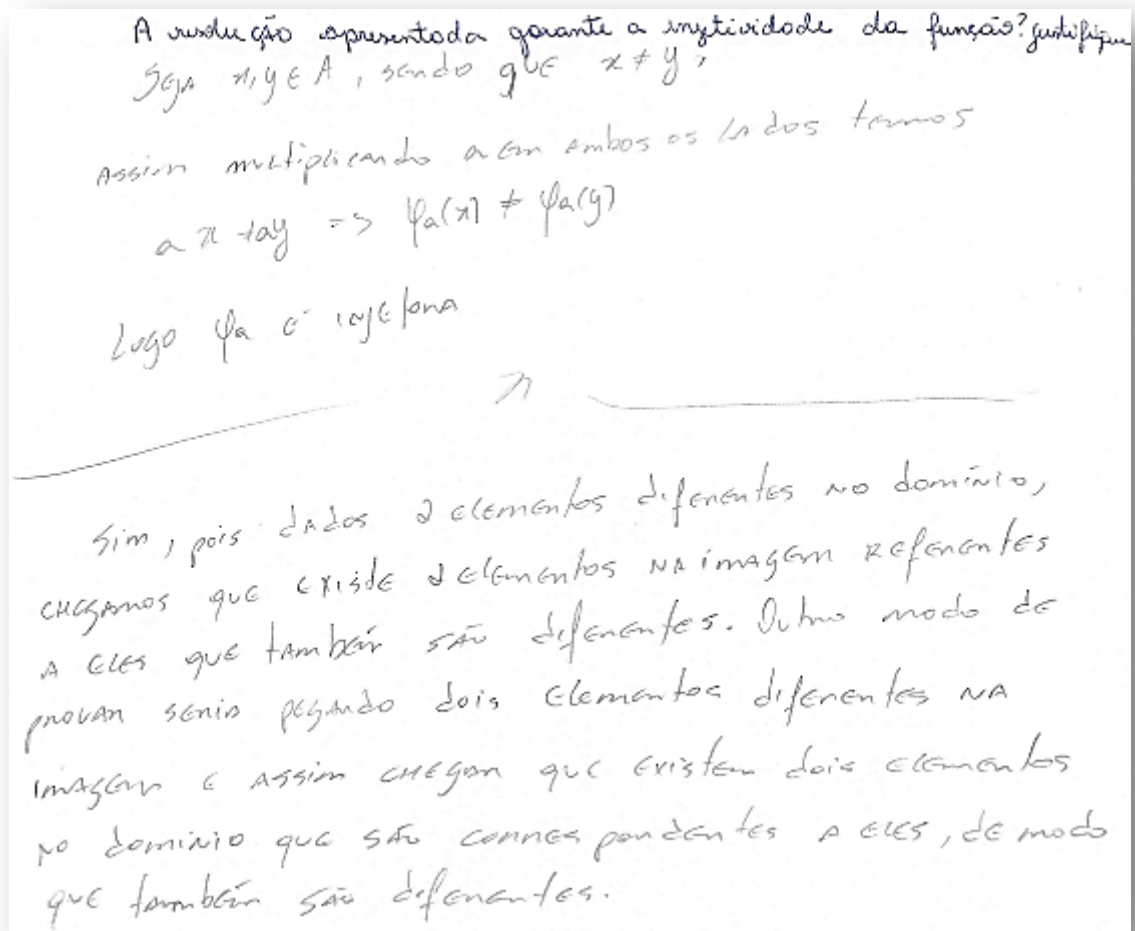 A resolução apresentada garante a injetividade da função? Justifique
Seja x, y ∈ A, sendo que x ≠ y,
Assim multiplicando a em ambos os lados temos
ax ≠ ay => φa(x) ≠ φa(y)
Logo φa é injetora
Sim, pois dados 2 elementos diferentes no domínio,
chegamos que existe 2 elementos na imagem referentes
a eles que também são diferentes. Outro modo de
provar seria pegando dois elementos diferentes na
imagem e assim chegar que existem dois elementos
no domínio que são correspondentes a eles, de modo
que também são diferentes.